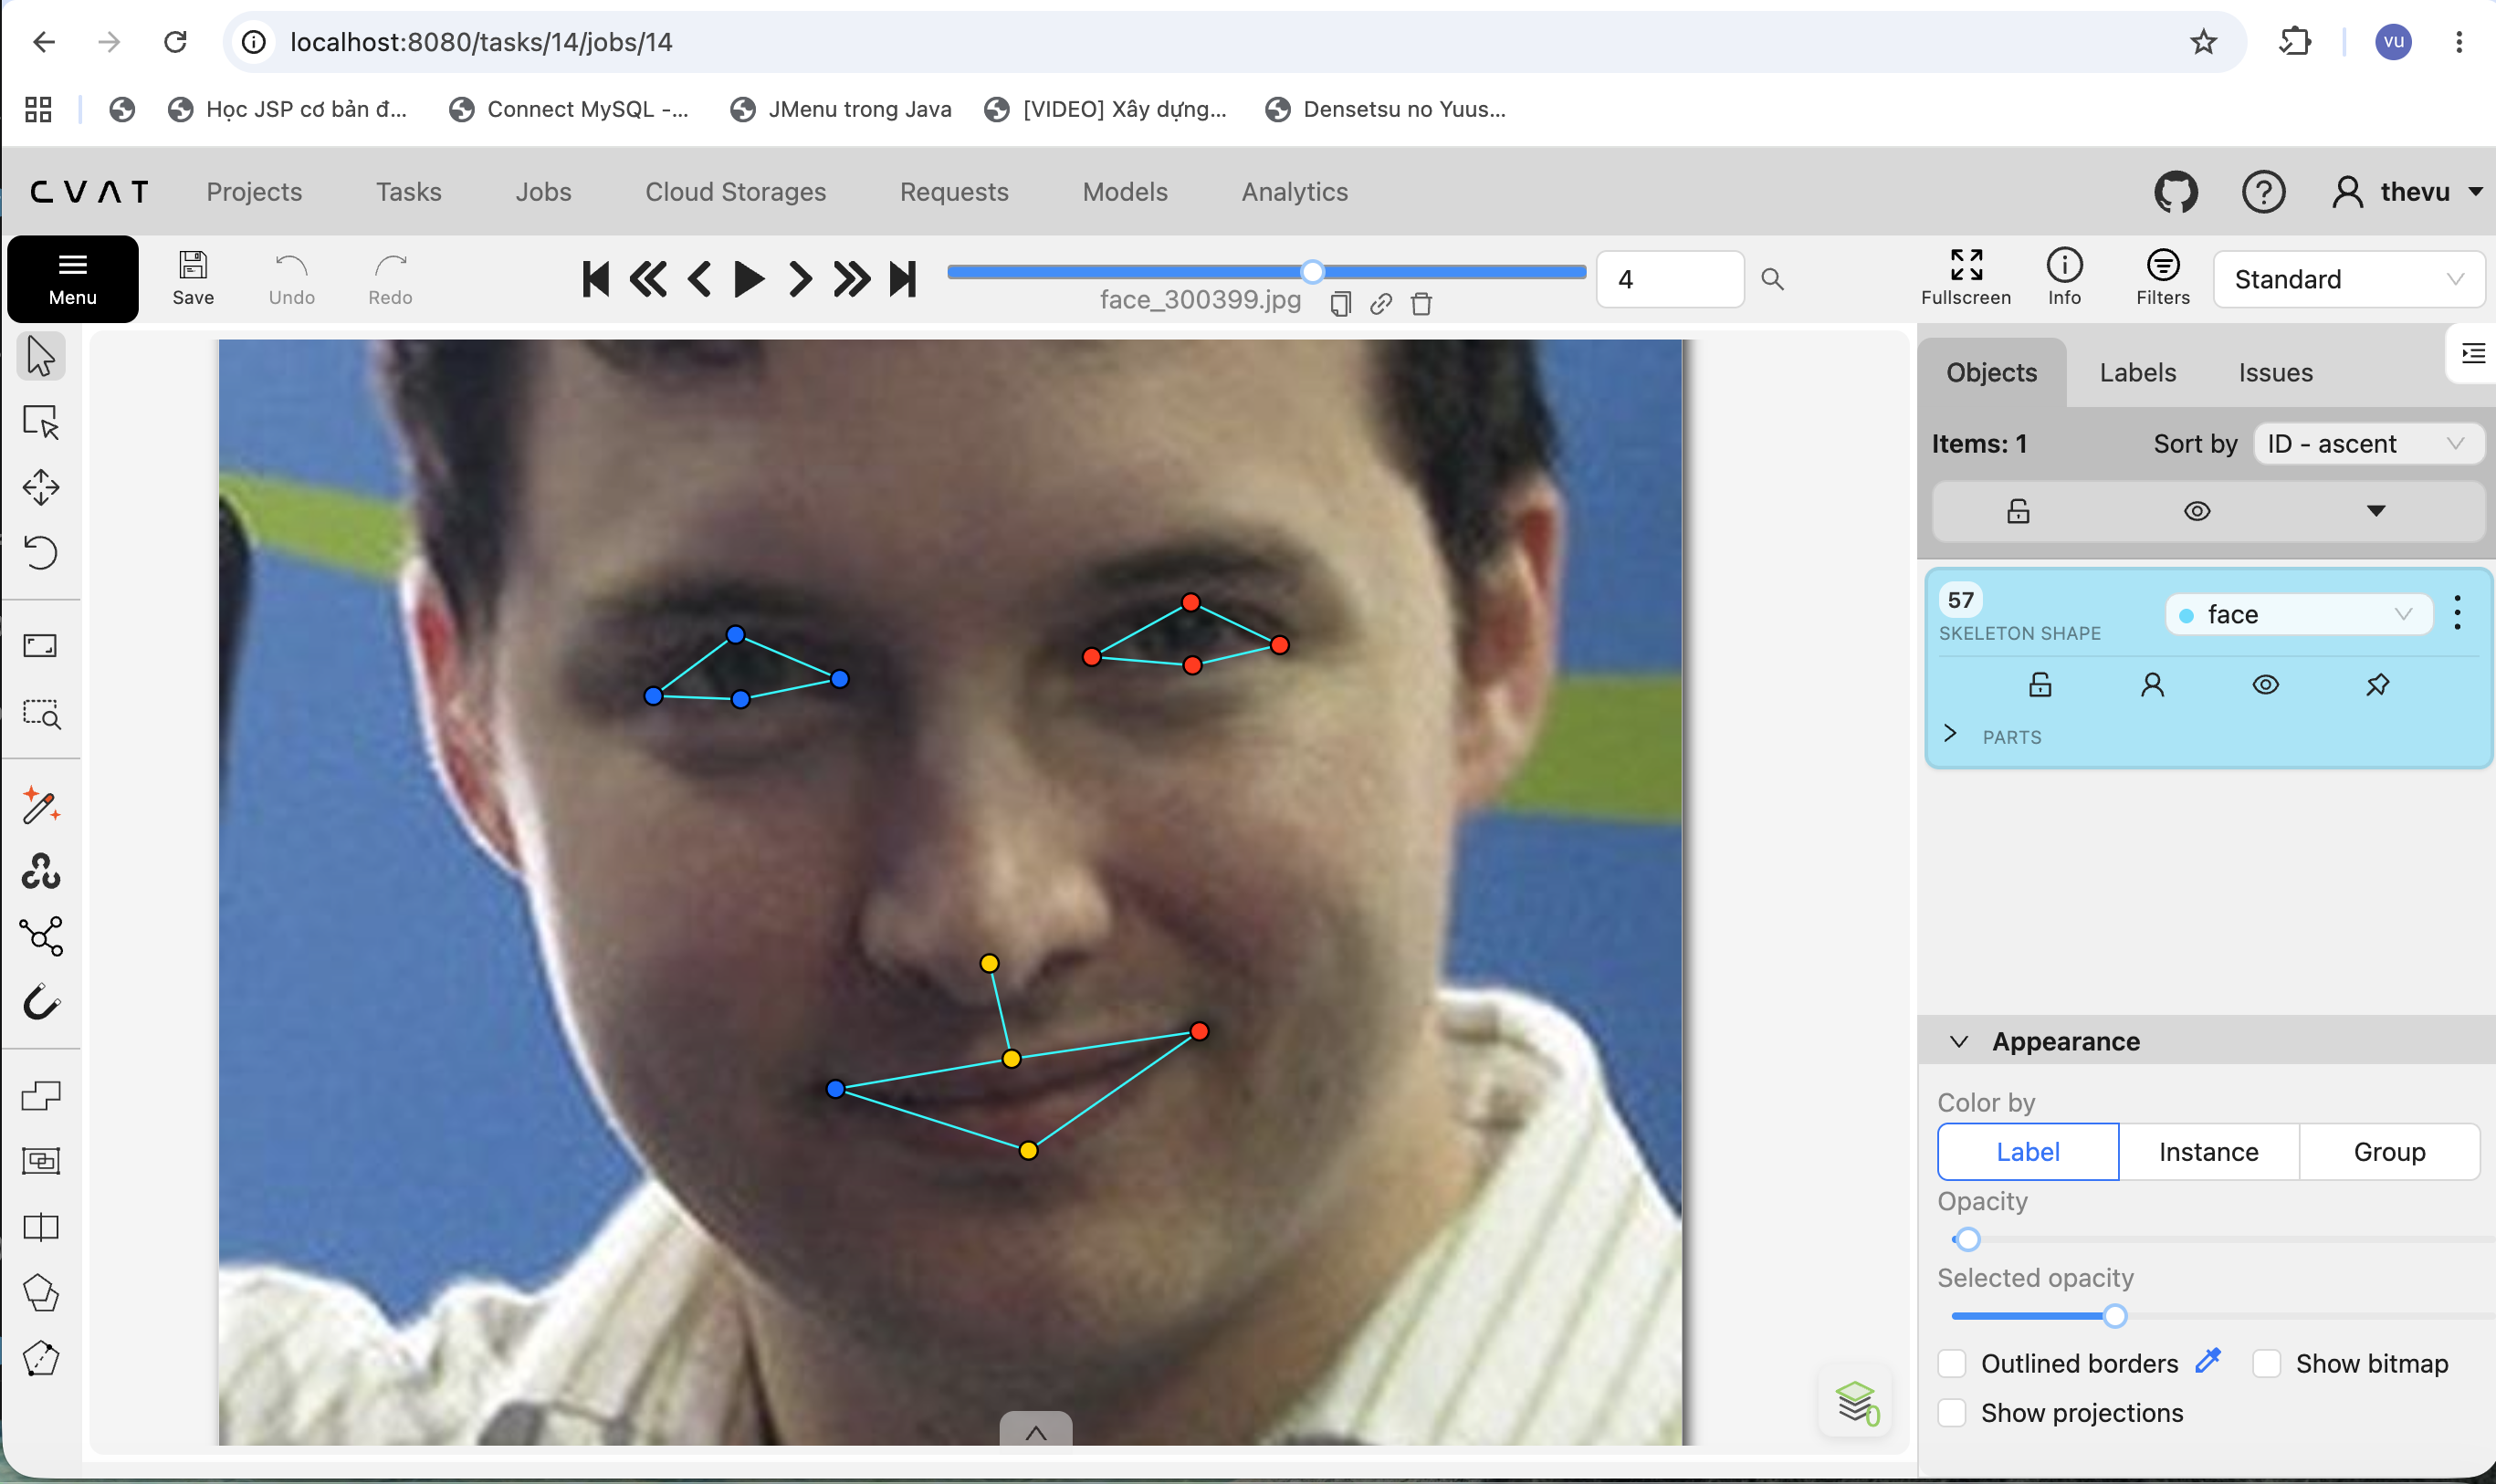 localhost:8080/tasks/14/jobs/14
vu
Học JSP cơ bản đ...
Connect MySQL -...
JMenu trong Java
[VIDEO] Xây dựng...
Densetsu no Yuus...
CVAT
Projects
Tasks
Jobs
Cloud Storages
Requests
Models
Analytics
thevu
Menu
Save
Undo
Redo
face_300399.jpg
4
Fullscreen
Info
Filters
Standard
Objects
Labels
Issues
Items: 1
Sort by
ID - ascent
57
SKELETON SHAPE
face
PARTS
Appearance
Color by
Label
Instance
Group
Opacity
Selected opacity
Outlined borders
Show bitmap
Show projections
0